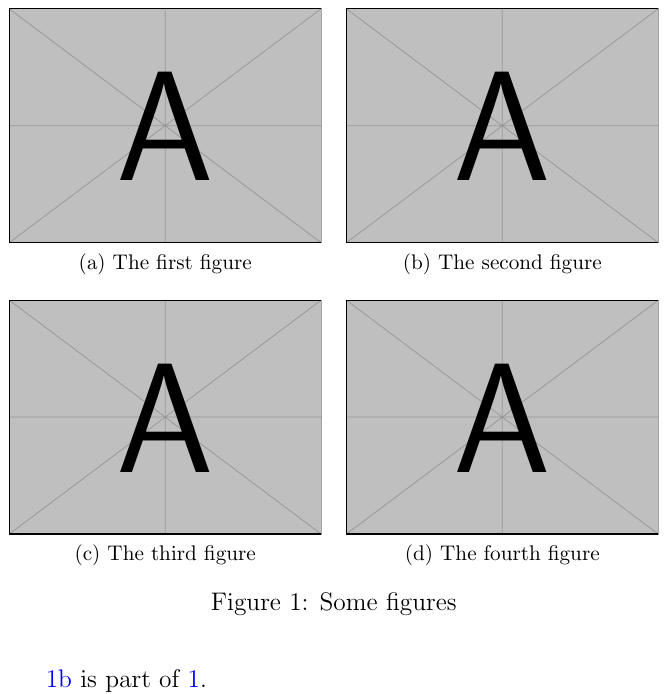 A A
(a) The first figure (b) The second figure
A A
(c) The third figure (d) The fourth figure
Figure 1: Some figures
1b is part of 1.